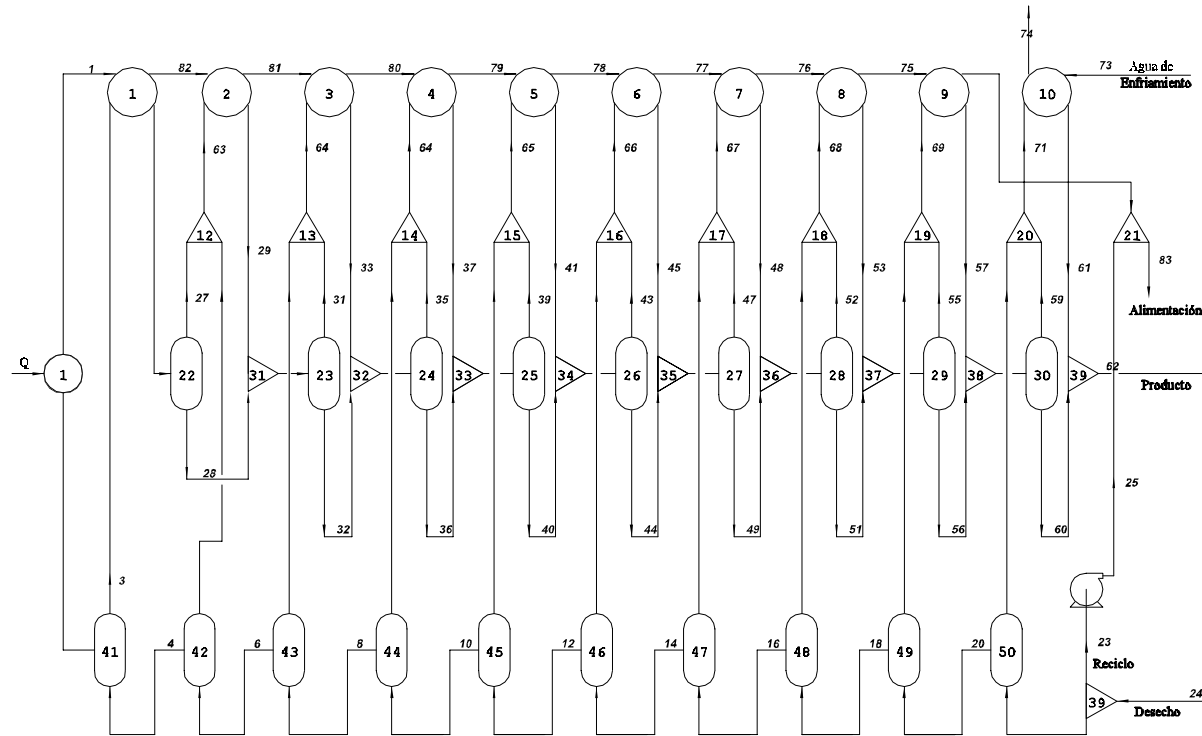 74
1 82 81 80 79 78 77 76 75 73 Agua de
Enfriamiento
1 2 3 4 5 6 7 8 9 10
63 64 64 65 66 67 68 69 71
12 13 14 15 16 17 18 19 20 21
29 33 37 41 45 48 53 57 61 83
27 31 35 39 43 47 52 55 59
Alimentación
Q 1 22 31 23 32 24 33 25 34 26 35 27 36 28 37 29 38 30 39 62
Producto
28
25
32 36 40 44 49 51 56 60
3
4 6 8 10 12 14 16 18 20 23
41 42 43 44 45 46 47 48 49 50
Reciclo
39 24
Desecho